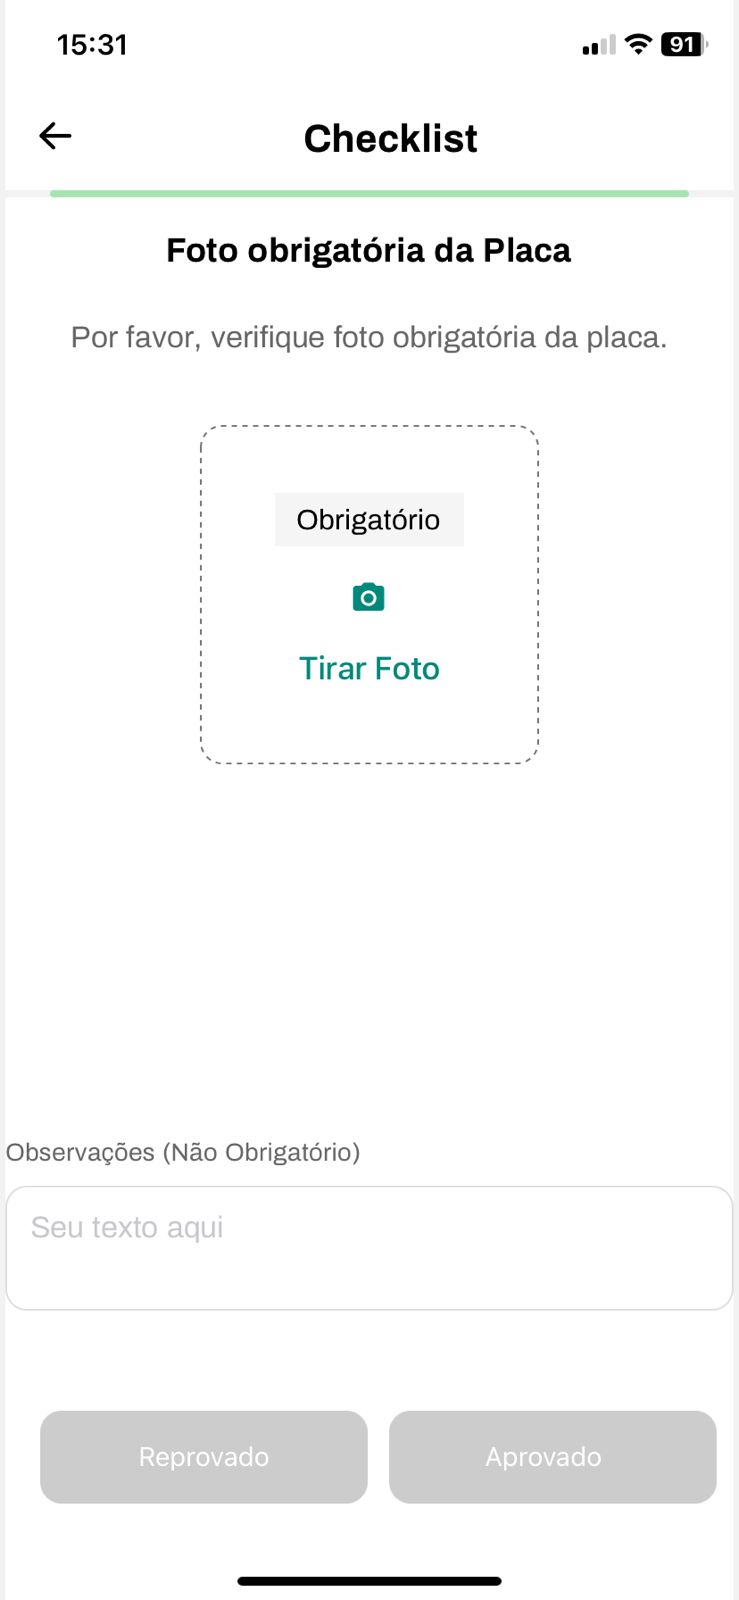 15:31
91
Checklist
Foto obrigatória da Placa
Por favor, verifique foto obrigatória da placa.
Obrigatório
Tirar Foto
Observações (Não Obrigatório)
Seu texto aqui
Reprovado
Aprovado